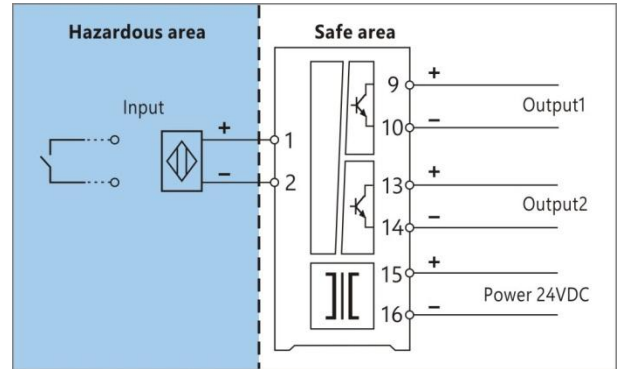 Hazardous area
Safe area
Input
+
1
−
2
9
+
Output1
10
−
13
+
Output2
14
−
15
+
Power 24VDC
16
−